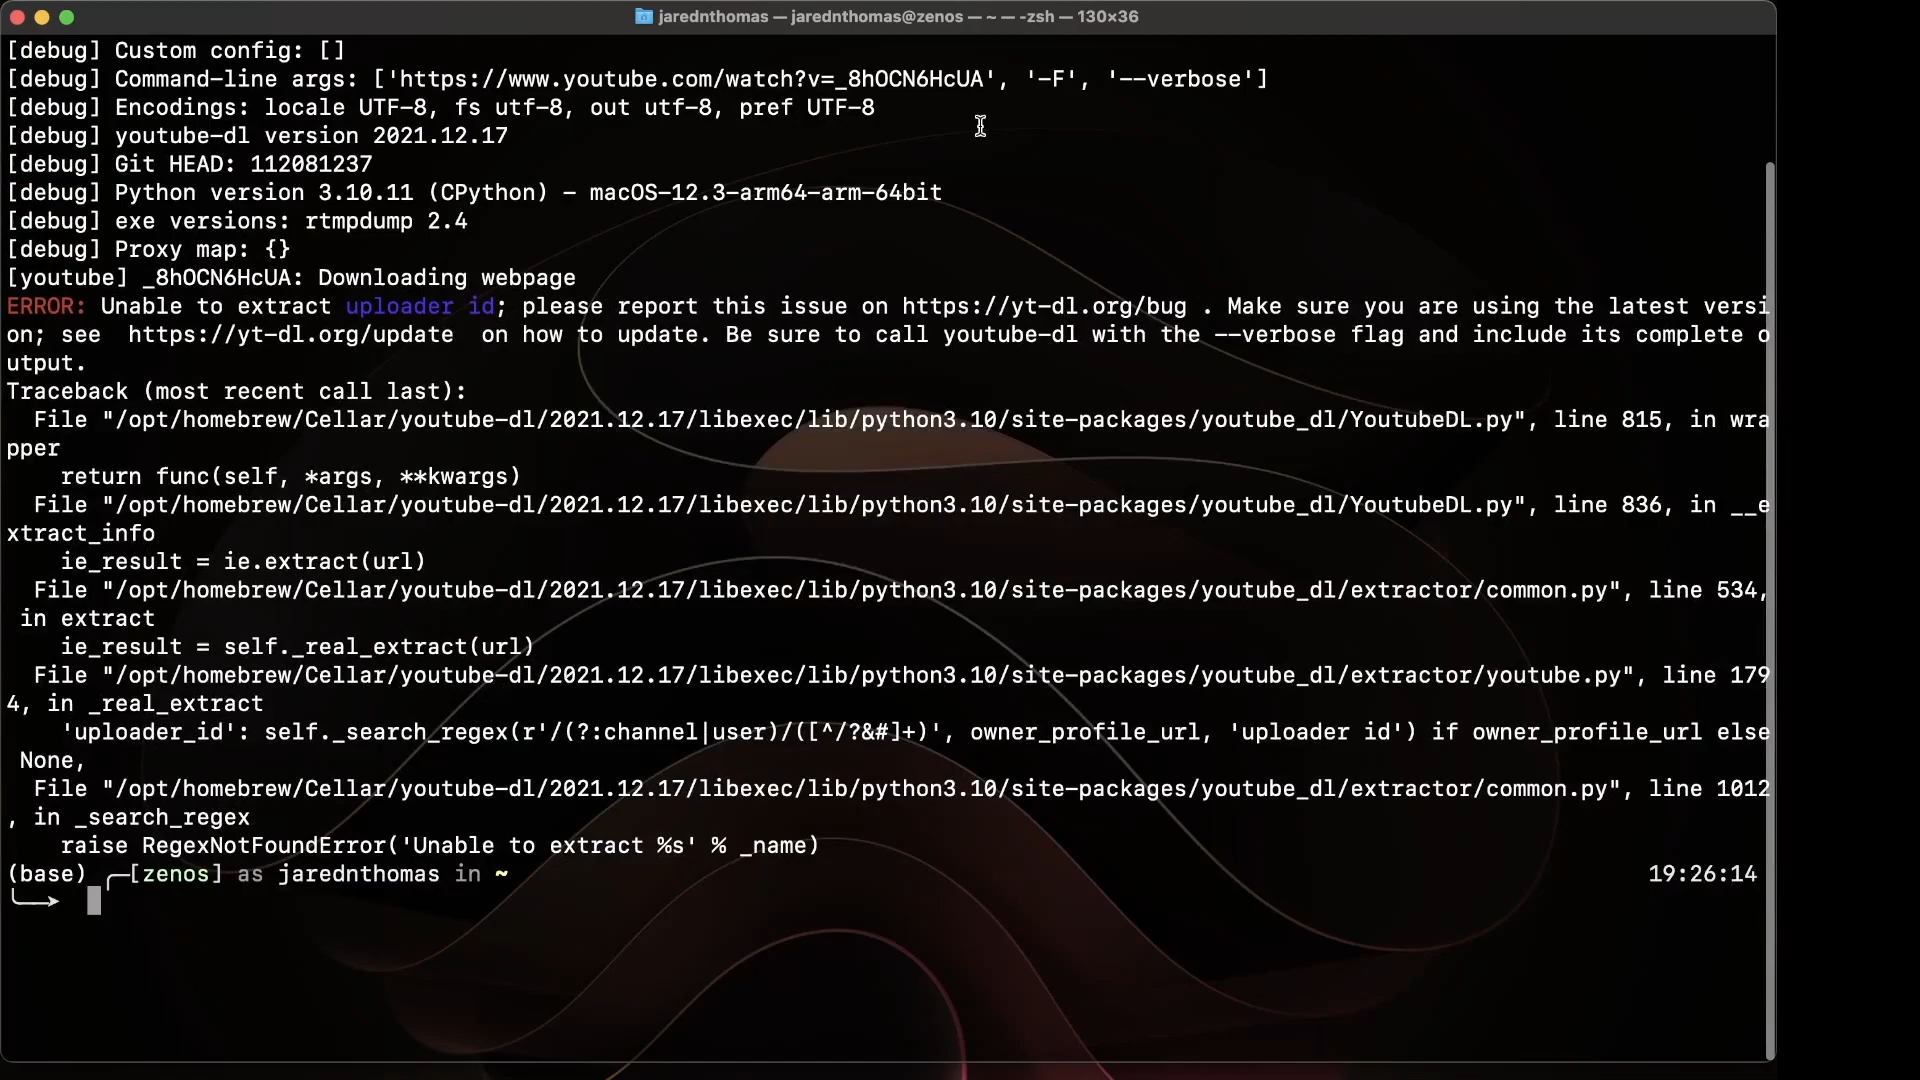 jarednthomas — jarednthomas@zenos — ~ — -zsh — 130×36
[debug] Custom config: []
[debug] Command-line args: ['https://www.youtube.com/watch?v=_8hOCN6HcUA', '-F', '--verbose']
[debug] Encodings: locale UTF-8, fs utf-8, out utf-8, pref UTF-8
[debug] youtube-dl version 2021.12.17
[debug] Git HEAD: 112081237
[debug] Python version 3.10.11 (CPython) - macOS-12.3-arm64-arm-64bit
[debug] exe versions: rtmpdump 2.4
[debug] Proxy map: {}
[youtube] _8hOCN6HcUA: Downloading webpage
ERROR: Unable to extract uploader id; please report this issue on https://yt-dl.org/bug . Make sure you are using the latest versi
on; see  https://yt-dl.org/update  on how to update. Be sure to call youtube-dl with the --verbose flag and include its complete o
utput.
Traceback (most recent call last):
  File "/opt/homebrew/Cellar/youtube-dl/2021.12.17/libexec/lib/python3.10/site-packages/youtube_dl/YoutubeDL.py", line 815, in wra
pper
    return func(self, *args, **kwargs)
  File "/opt/homebrew/Cellar/youtube-dl/2021.12.17/libexec/lib/python3.10/site-packages/youtube_dl/YoutubeDL.py", line 836, in __e
xtract_info
    ie_result = ie.extract(url)
  File "/opt/homebrew/Cellar/youtube-dl/2021.12.17/libexec/lib/python3.10/site-packages/youtube_dl/extractor/common.py", line 534,
 in extract
    ie_result = self._real_extract(url)
  File "/opt/homebrew/Cellar/youtube-dl/2021.12.17/libexec/lib/python3.10/site-packages/youtube_dl/extractor/youtube.py", line 179
4, in _real_extract
    'uploader_id': self._search_regex(r'/(?:channel|user)/([^/?&#]+)', owner_profile_url, 'uploader id') if owner_profile_url else
 None,
  File "/opt/homebrew/Cellar/youtube-dl/2021.12.17/libexec/lib/python3.10/site-packages/youtube_dl/extractor/common.py", line 1012
, in _search_regex
    raise RegexNotFoundError('Unable to extract %s' % _name)
(base) ╭─[zenos] as jarednthomas in ~ 19:26:14
╰──➤